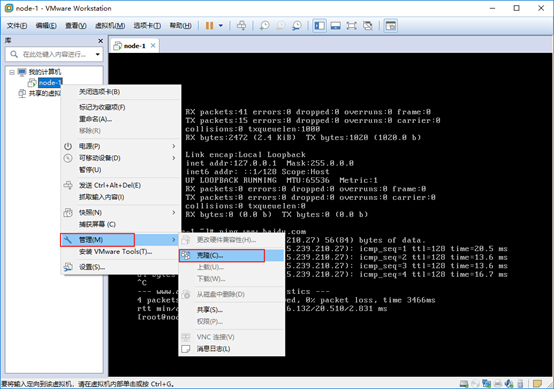 node-1 - VMware Workstation
文件(F) 编辑(E) 查看(V) 虚拟机(M) 选项卡(T) 帮助(H)
库
在此处键入内容进行...
我的计算机
node-1
共享的虚拟
node-1
关闭选项卡(B)
标记为收藏项(F)
重命名(A)...
移除(R)
电源(P)
可移动设备(D)
暂停(U)
发送 Ctrl+Alt+Del(E)
抓取输入内容(I)
快照(N)
捕获屏幕 (C)
管理(M)
安装 VMware Tools(T)...
设置(S)...
更改硬件兼容性(H)...
克隆(C)...
上载(U)...
下载(W)...
从磁盘中删除(D)
共享(S)...
权限(P)...
VNC 连接(V)
消息日志(L)
RX packets:41 errors:0 dropped:0 overruns:0 frame:0
TX packets:15 errors:0 dropped:0 overruns:0 carrier:0
collisions:0 txqueuelen:1000
RX bytes:2472 (2.4 KiB) TX bytes:1020 (1020.0 b)
Link encap:Local Loopback
inet addr:127.0.0.1 Mask:255.0.0.0
inet6 addr: ::1/128 Scope:Host
UP LOOPBACK RUNNING MTU:65536 Metric:1
RX packets:0 errors:0 dropped:0 overruns:0 frame:0
TX packets:0 errors:0 dropped:0 overruns:0 carrier:0
collisions:0 txqueuelen:0
RX bytes:0 (0.0 b) TX bytes:0 (0.0 b)
210.27) 56(84) bytes of data.
5.239.210.27): icmp_seq=1 ttl=128 time=20.5 ms
5.239.210.27): icmp_seq=2 ttl=128 time=13.6 ms
5.239.210.27): icmp_seq=3 ttl=128 time=13.6 ms
5.239.210.27): icmp_seq=4 ttl=128 time=16.7 ms
^C
--- www.
4 packets
0% packet loss, time 3466ms
rtt min/
6.132/20.510/2.831 ms
[root@node
要将输入定向到该虚拟机，请在虚拟机内部单击或按 Ctrl+G。